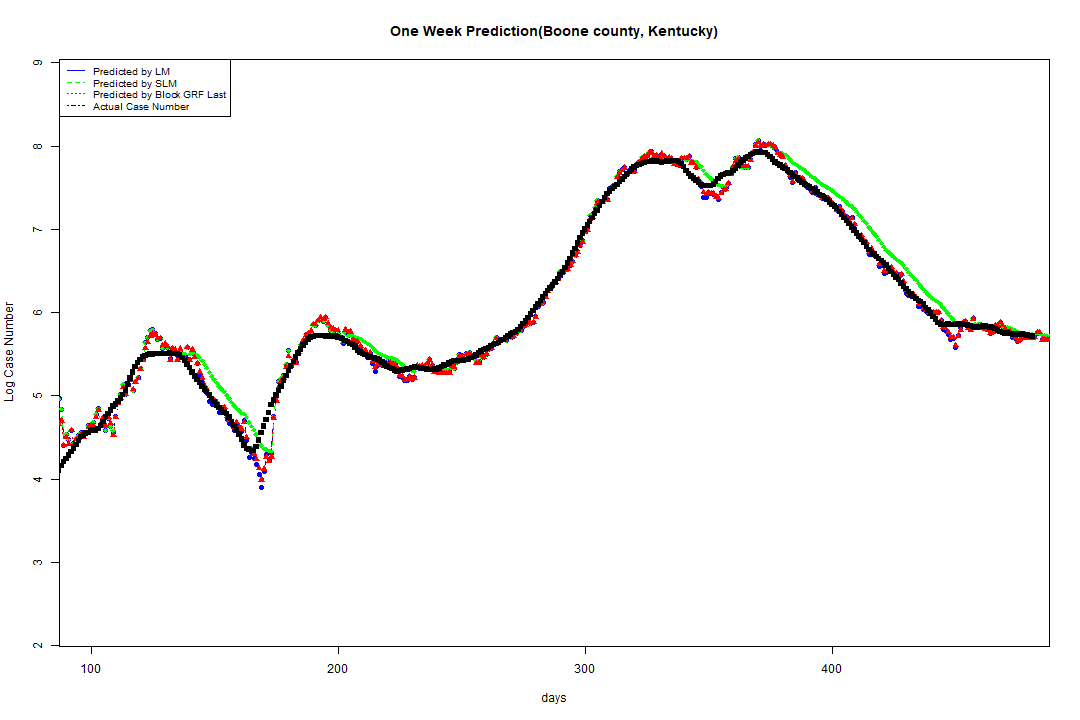 One Week Prediction(Boone county, Kentucky)
Predicted by LM
Predicted by SLM
Predicted by Block GRF Last
Actual Case Number
Log Case Number
9
8
7
6
5
4
3
2
100 200 300 400
days